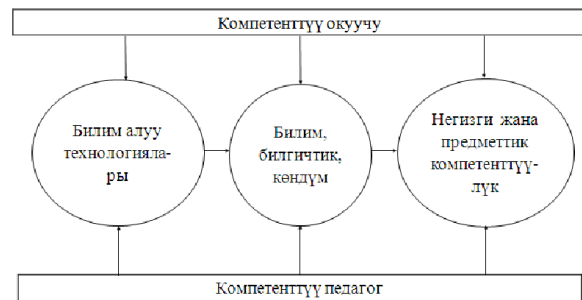 Компетенттүү окуучу
Билим алуу
технологияла-
ры
Билим,
билгичтик,
көндүм
Негизги жана
предметтик
компетенттүү-
лүк
Компетенттүү педагог